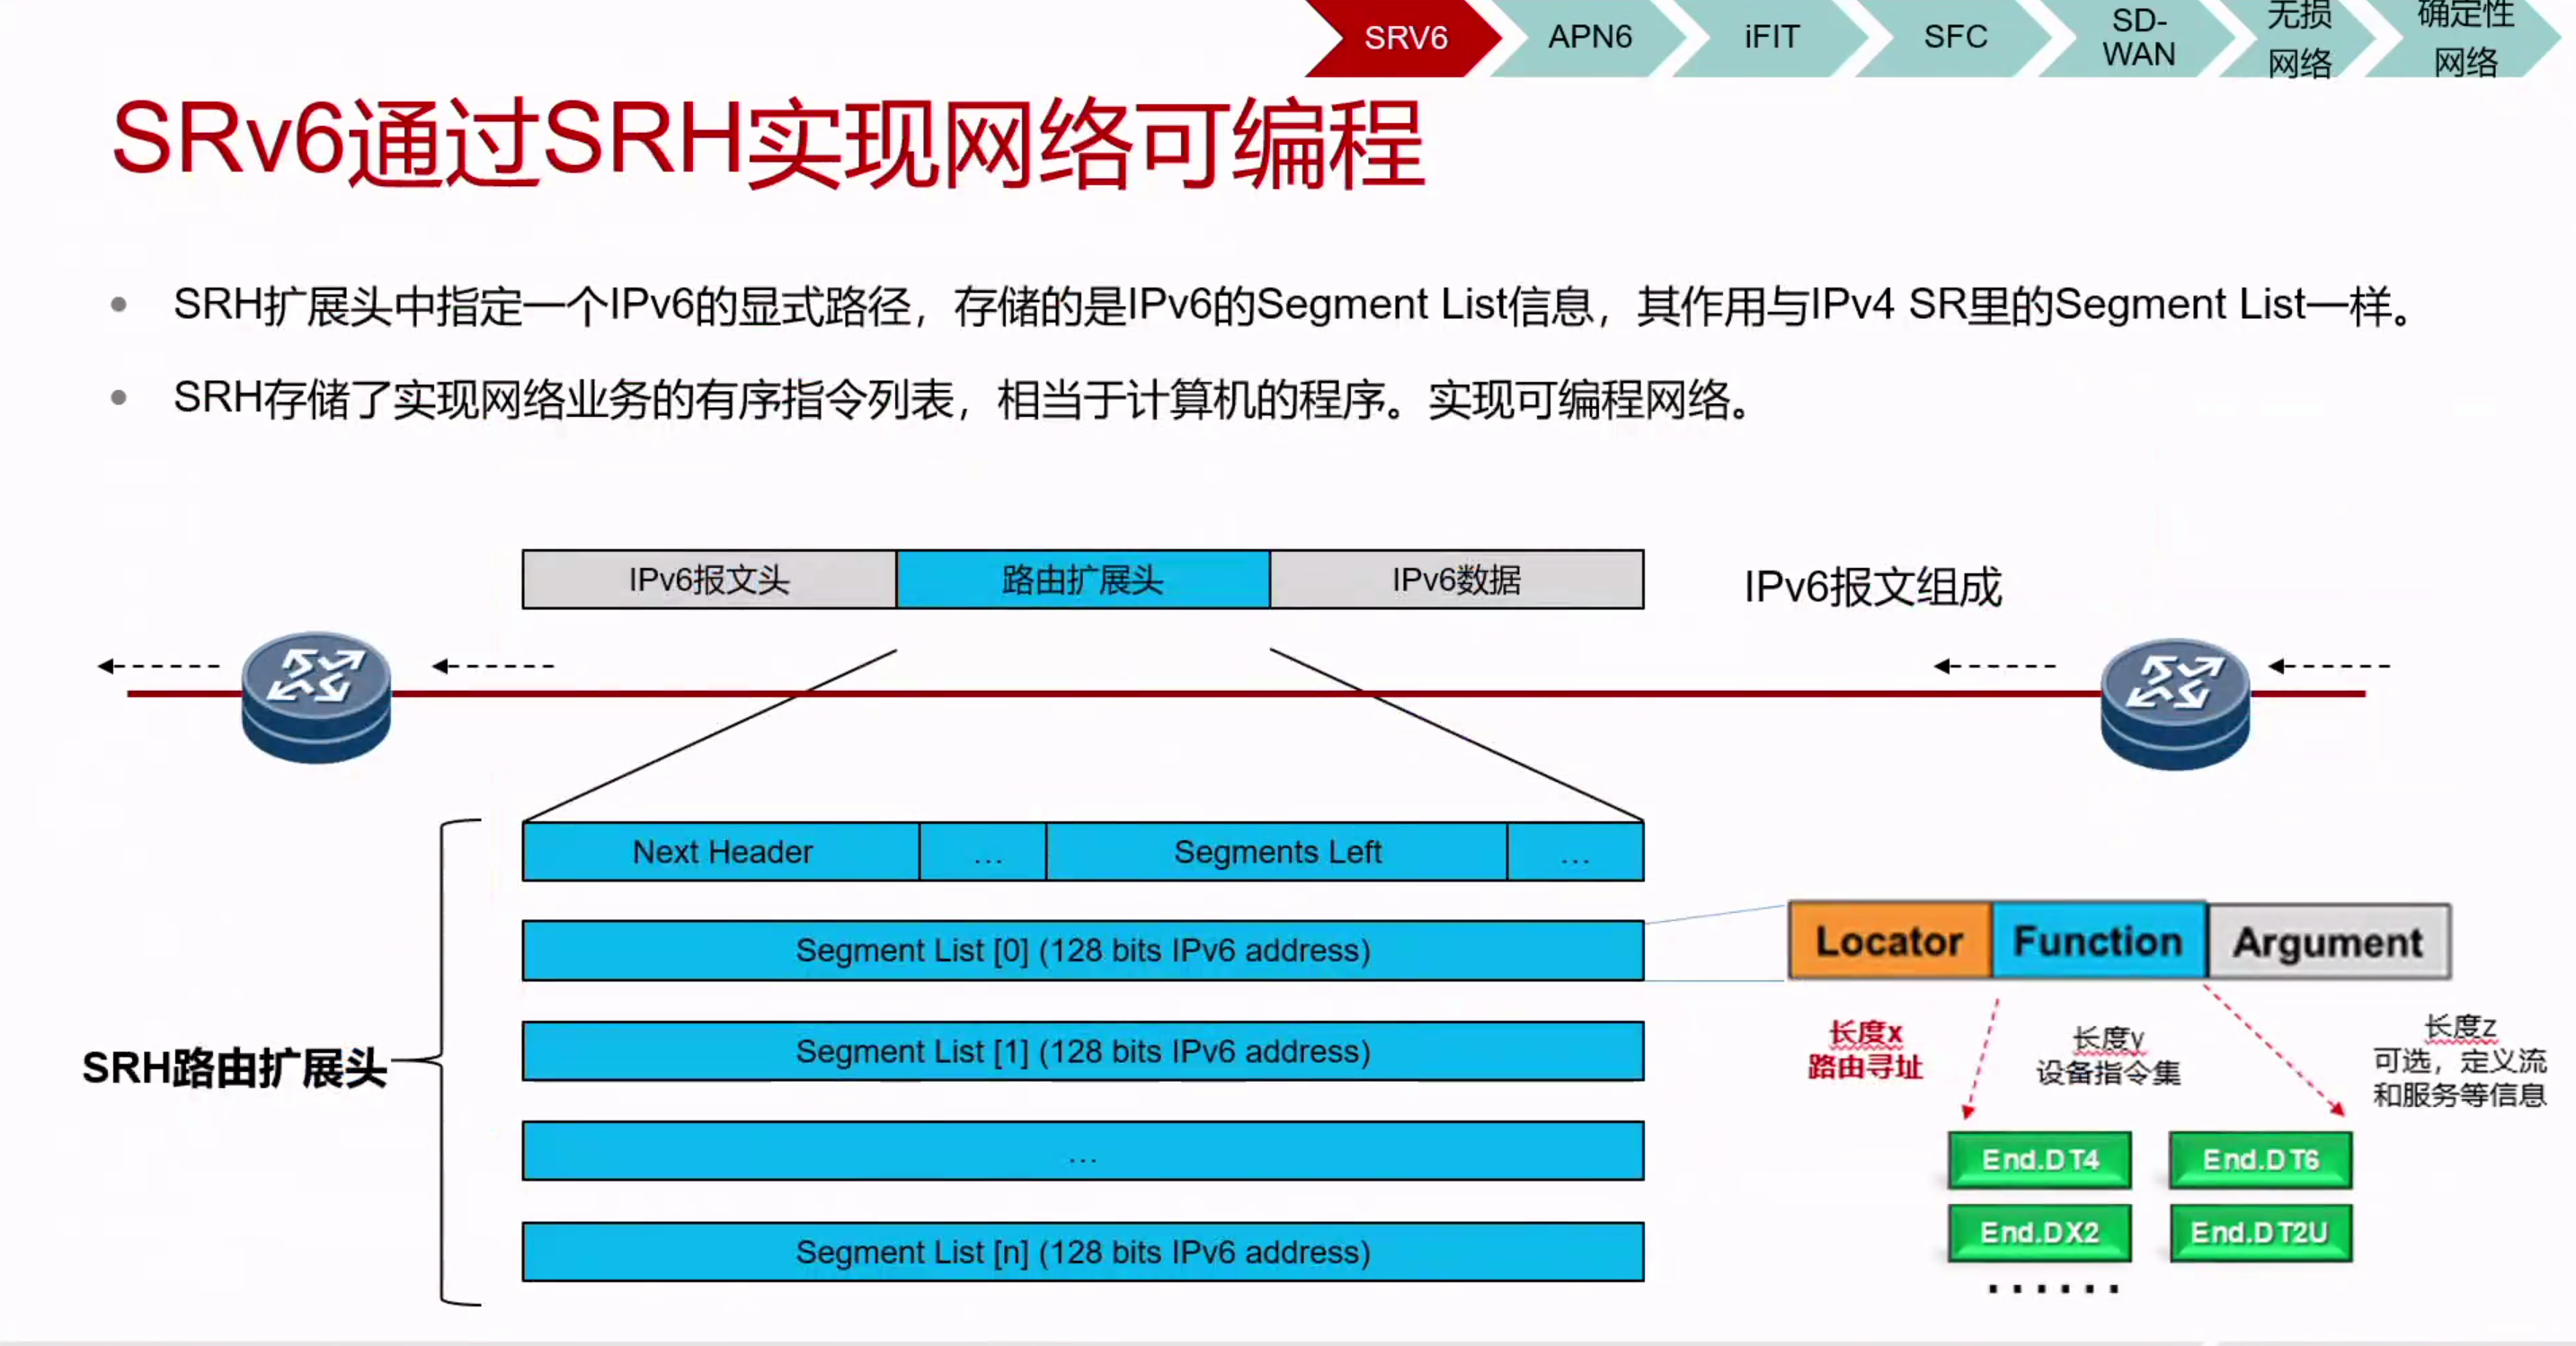 SRV6
APN6
iFIT
SFC
SD-
WAN
无损
网络
确定性
网络
SRv6通过SRH实现网络可编程
SRH扩展头中指定一个IPv6的显式路径，存储的是IPv6的Segment List信息，其作用与IPv4 SR里的Segment List一样。
SRH存储了实现网络业务的有序指令列表，相当于计算机的程序。实现可编程网络。
IPv6报文头
路由扩展头
IPv6数据
IPv6报文组成
Next Header
...
Segments Left
...
Segment List [0] (128 bits IPv6 address)
Locator
Function
Argument
SRH路由扩展头
Segment List [1] (128 bits IPv6 address)
长度x
路由寻址
长度y
设备指令集
长度z
可选，定义流
和服务等信息
...
End.DT4
End.DT6
Segment List [n] (128 bits IPv6 address)
End.DX2
End.DT2U
······